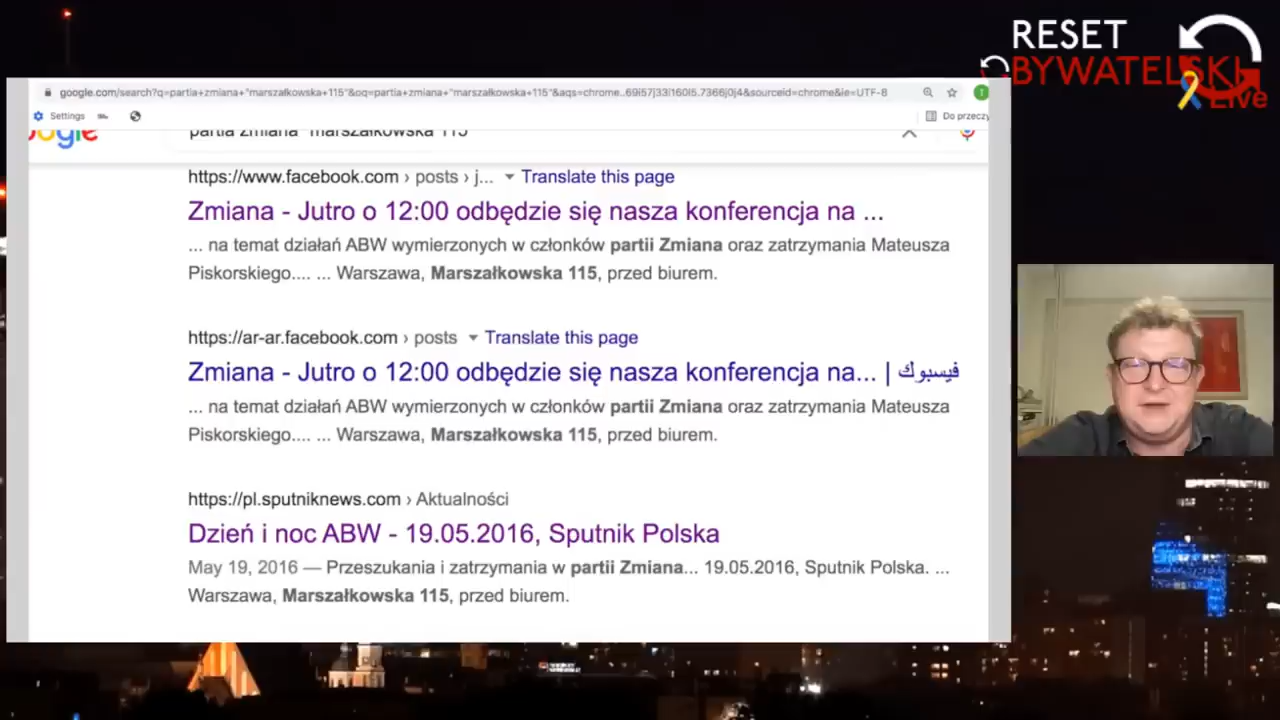 RESET
OBYWATELSKI
Live
google.com/search?q=partia+zmiana+"marszałkowska+115"&oq=partia+zmiana+"marszałkowska+115"&aqs=chrome..69i57j33i160l5.7366j0j4&sourceid=chrome&ie=UTF-8
Settings
Do przeczy
partia zmiana "marszałkowska 115"
https://www.facebook.com › posts › j... Translate this page
Zmiana - Jutro o 12:00 odbędzie się nasza konferencja na ...
... na temat działań ABW wymierzonych w członków partii Zmiana oraz zatrzymania Mateusza
Piskorskiego.... ... Warszawa, Marszałkowska 115, przed biurem.
https://ar-ar.facebook.com › posts Translate this page
Zmiana - Jutro o 12:00 odbędzie się nasza konferencja na... | فيسبوك
... na temat działań ABW wymierzonych w członków partii Zmiana oraz zatrzymania Mateusza
Piskorskiego.... ... Warszawa, Marszałkowska 115, przed biurem.
https://pl.sputniknews.com › Aktualności
Dzień i noc ABW - 19.05.2016, Sputnik Polska
May 19, 2016 — Przeszukania i zatrzymania w partii Zmiana... 19.05.2016, Sputnik Polska. ...
Warszawa, Marszałkowska 115, przed biurem.